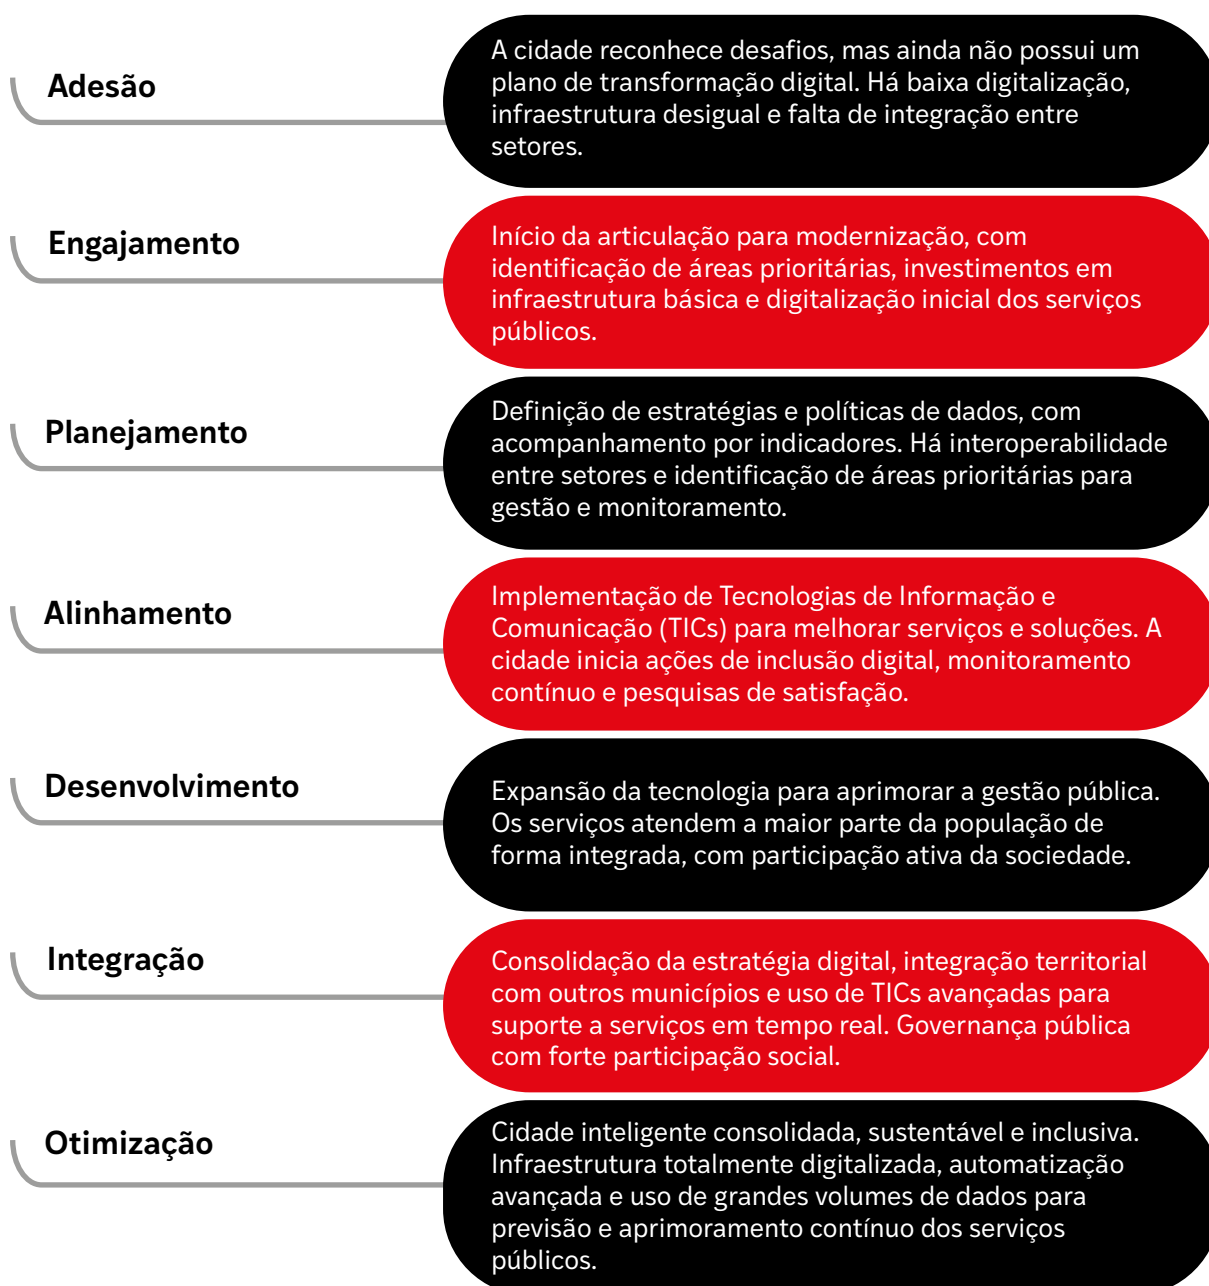 Adesão
A cidade reconhece desafios, mas ainda não possui um
plano de transformação digital. Há baixa digitalização,
infraestrutura desigual e falta de integração entre
setores.
Engajamento
Início da articulação para modernização, com
identificação de áreas prioritárias, investimentos em
infraestrutura básica e digitalização inicial dos serviços
públicos.
Planejamento
Definição de estratégias e políticas de dados, com
acompanhamento por indicadores. Há interoperabilidade
entre setores e identificação de áreas prioritárias para
gestão e monitoramento.
Alinhamento
Implementação de Tecnologias de Informação e
Comunicação (TICs) para melhorar serviços e soluções. A
cidade inicia ações de inclusão digital, monitoramento
contínuo e pesquisas de satisfação.
Desenvolvimento
Expansão da tecnologia para aprimorar a gestão pública.
Os serviços atendem a maior parte da população de
forma integrada, com participação ativa da sociedade.
Integração
Consolidação da estratégia digital, integração territorial
com outros municípios e uso de TICs avançadas para
suporte a serviços em tempo real. Governança pública
com forte participação social.
Otimização
Cidade inteligente consolidada, sustentável e inclusiva.
Infraestrutura totalmente digitalizada, automatização
avançada e uso de grandes volumes de dados para
previsão e aprimoramento contínuo dos serviços
públicos.